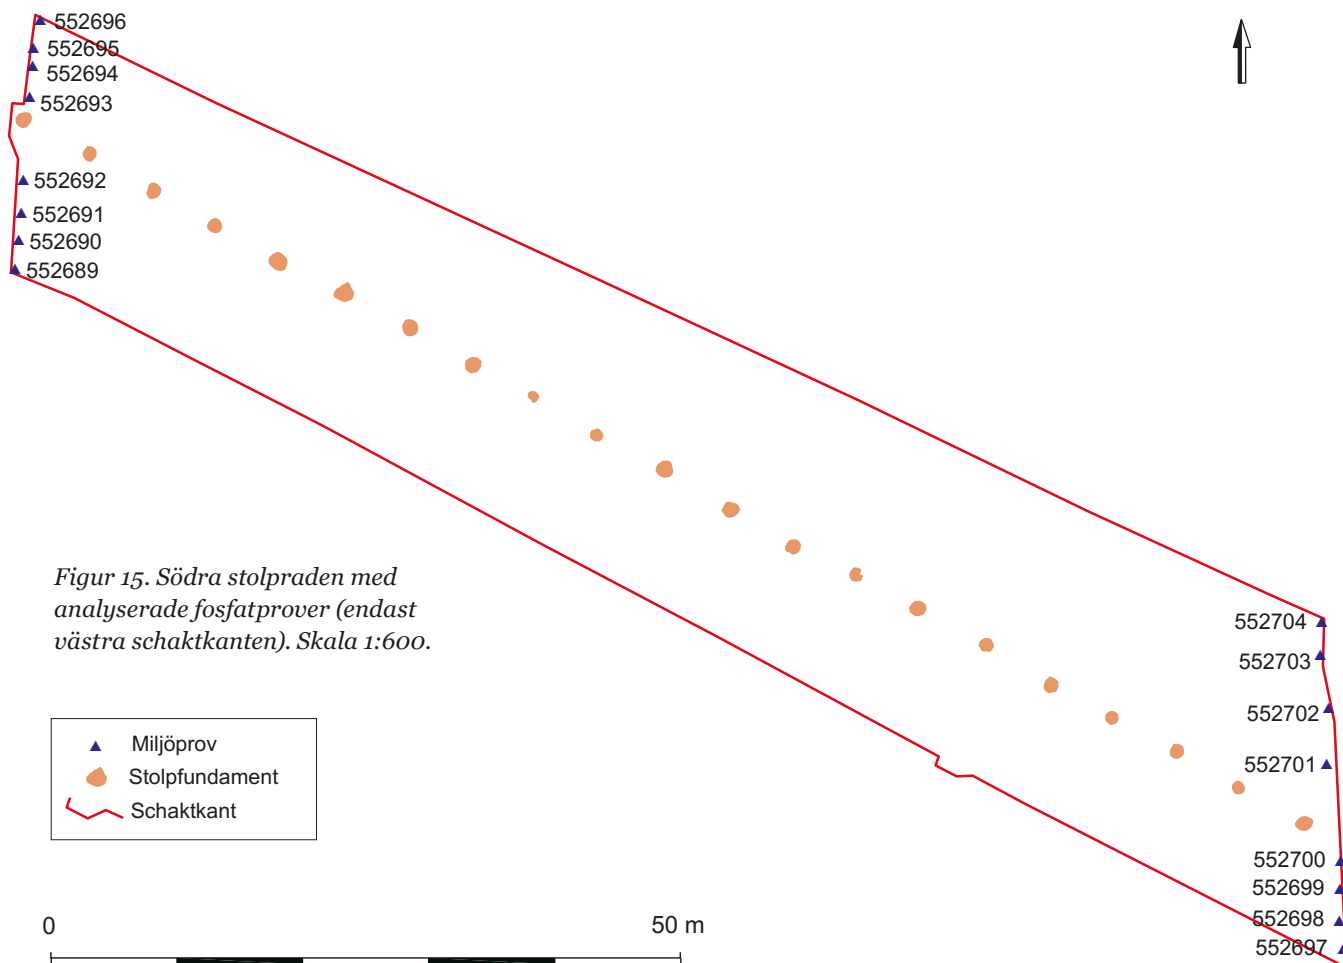 552696
552695
552694
552693
552692
552691
552690
552689
Figur 15. Södra stolpraden med
analyserade fosfatprover (endast
västra schaktkanten). Skala 1:600.
Miljöprov
Stolpfundament
Schaktkant
552704
552703
552702
552701
552700
552699
552698
552697
0
50 m